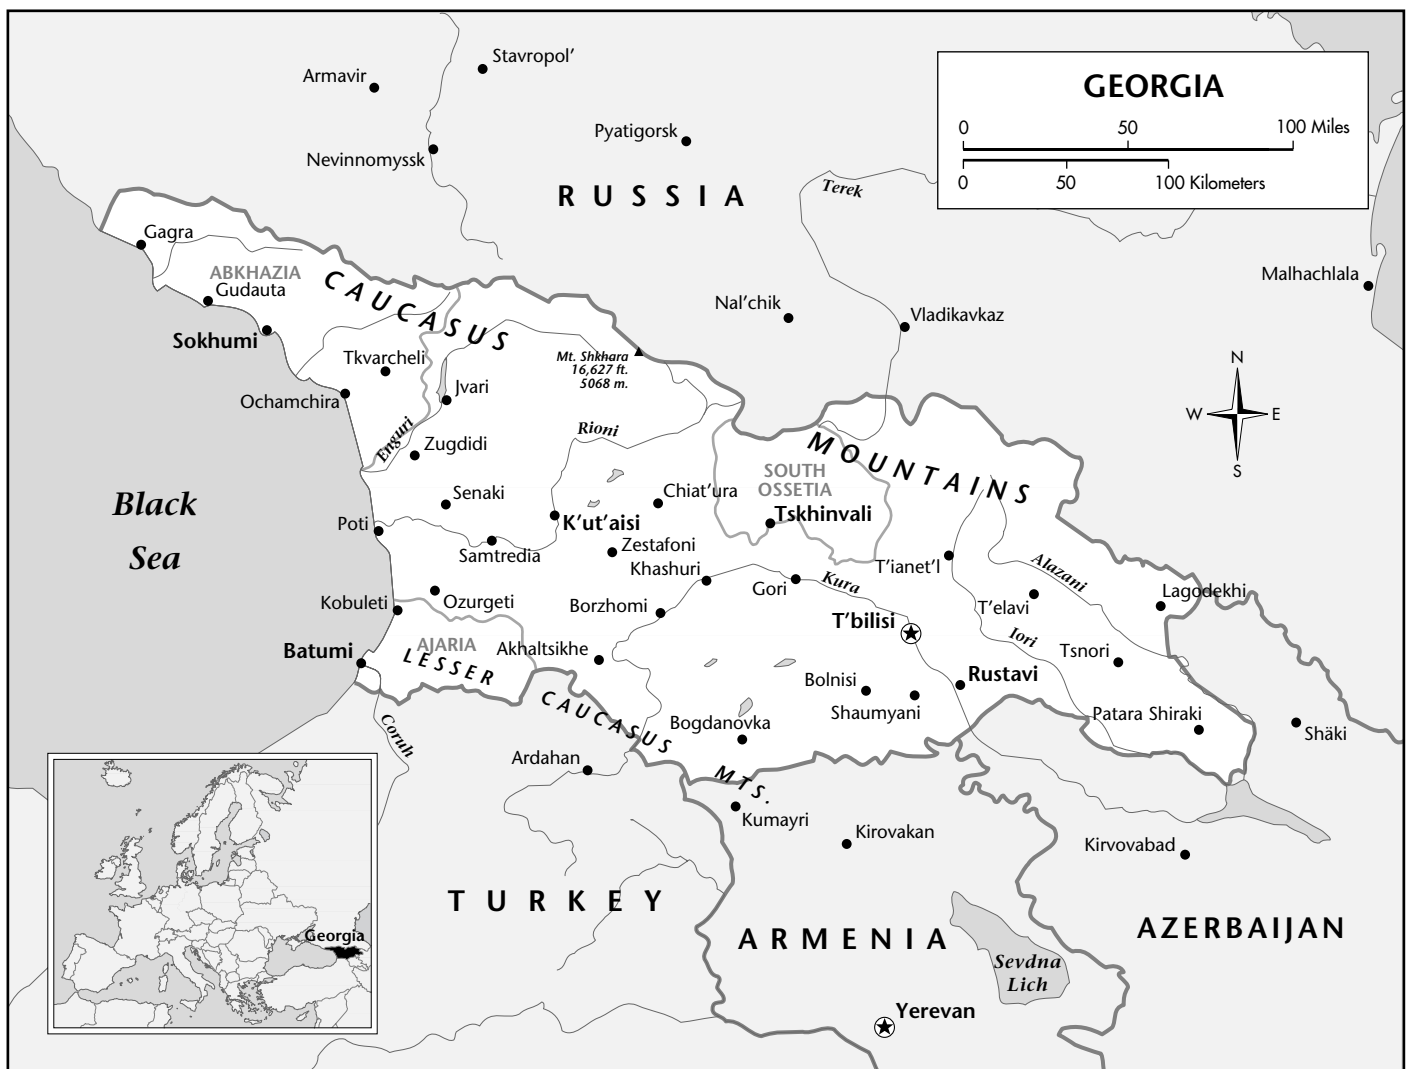 Stavropol’
Armavir
GEORGIA
0 50 100 Miles
0 50 100 Kilometers
Pyatigorsk
Nevinnomyssk
RUSSIA
Terek
Gagra
ABKHAZIA
Gudauta
CAUCASUS
Malhachlala
Nal’chik
Vladikavkaz
Sokhumi
Tkvarcheli
Mt. Shkhara
16,627 ft.
5068 m.
N
W E
S
Jvari
Ochamchira
Enguri
Rioni
Zugdidi
MOUNTAINS
SOUTH
OSSETIA
Black
Sea
Senaki
Chiat’ura
Tskhinvali
Poti
K’ut’aisi
Samtredia
Zestafoni
Khashuri
T’ianet’l
Alazani
Gori
Kura
Lagodekhi
Kobuleti
Ozurgeti
Borzhomi
T’elavi
T’bilisi
Iori
Batumi
AJARIA
LESSER
Akhaltsikhe
Tsnori
Bolnisi
Rustavi
CAUCASUS
Shaumyani
Patara Shiraki
Coruh
Bogdanovka
Shäki
Ardahan
MTS.
Kumayri
Kirovakan
Kirvovabad
TURKEY
ARMENIA
AZERBAIJAN
Georgia
Sevdna
Lich
Yerevan